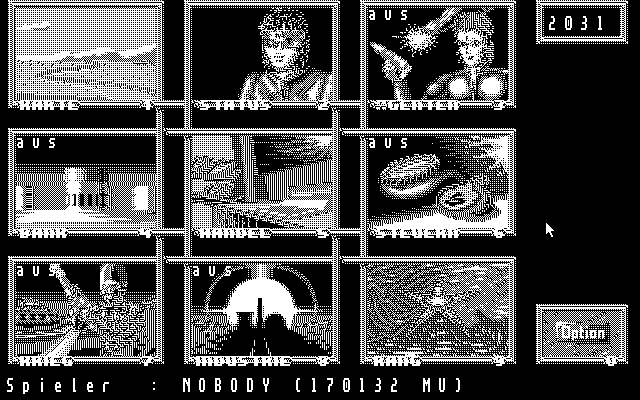 aus
2031
KARTE 1
STATUS 2
AGENTEN 3
aus
aus
BANK 4
HANDEL 5
STEUERN 6
aus
aus
KRIEG 7
INDUSTRIE 8
RANG 9
Option
0
Spieler : NOBODY (170132 MU)